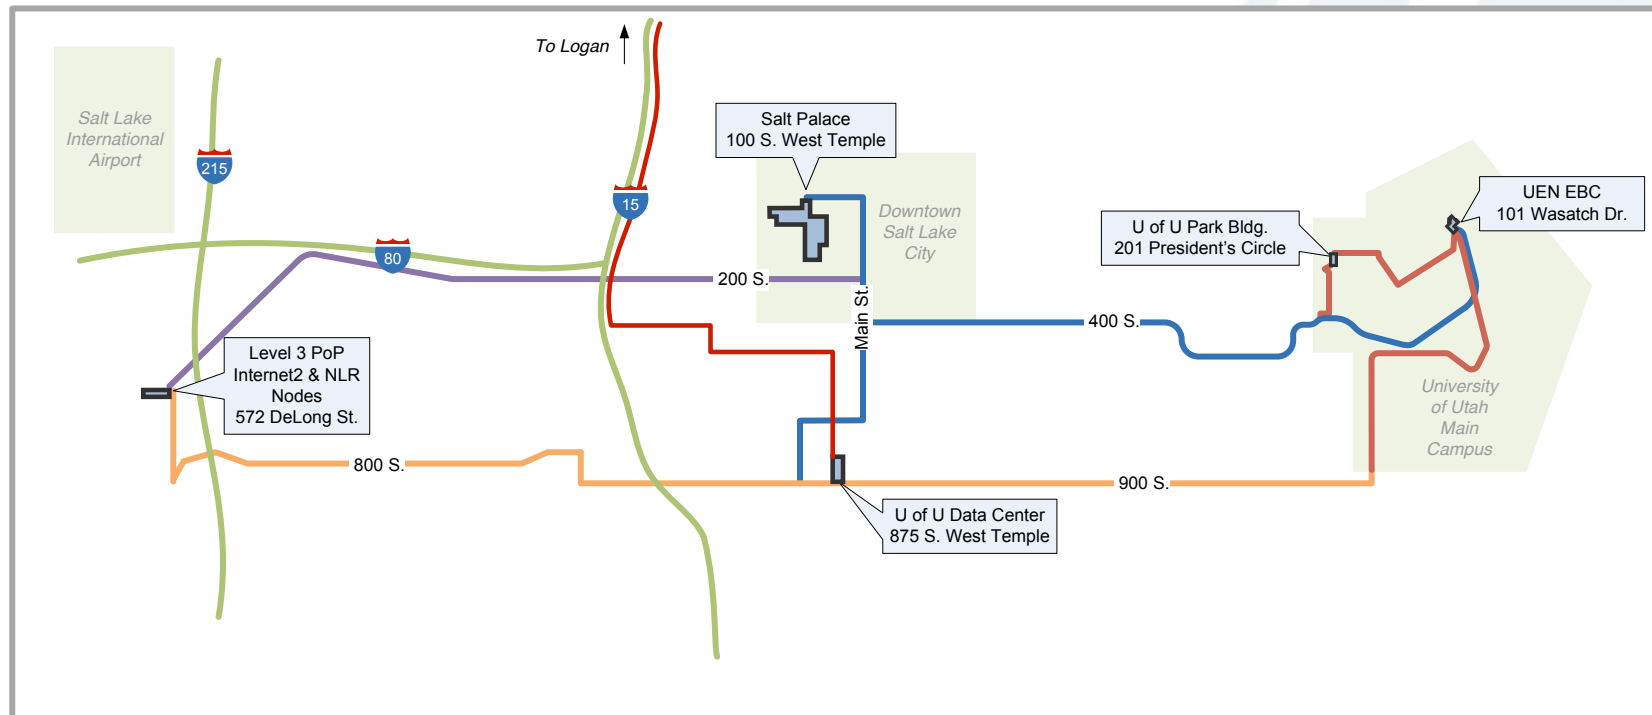 To Logan
Salt Lake
International
Airport
215
15
80
Salt Palace
100 S. West Temple
Downtown
Salt Lake
City
U of U Park Bldg.
201 President's Circle
UEN EBC
101 Wasatch Dr.
200 S.
Main St.
400 S.
Level 3 PoP
Internet2 & NLR
Nodes
572 DeLong St.
University
of Utah
Main
Campus
800 S.
900 S.
U of U Data Center
875 S. West Temple